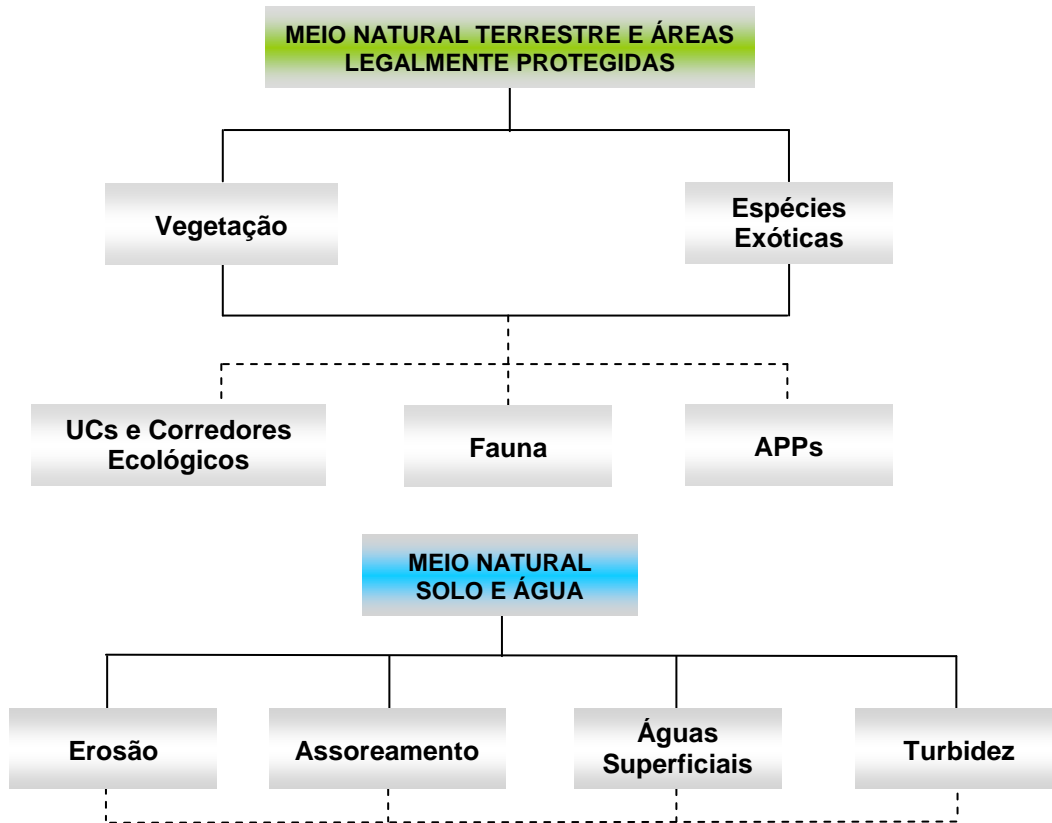 MEIO NATURAL TERRESTRE E ÁREAS
LEGALMENTE PROTEGIDAS
Vegetação
Espécies
Exóticas
UCs e Corredores
Ecológicos
Fauna
APPs
MEIO NATURAL
SOLO E ÁGUA
Erosão
Assoreamento
Águas
Superficiais
Turbidez